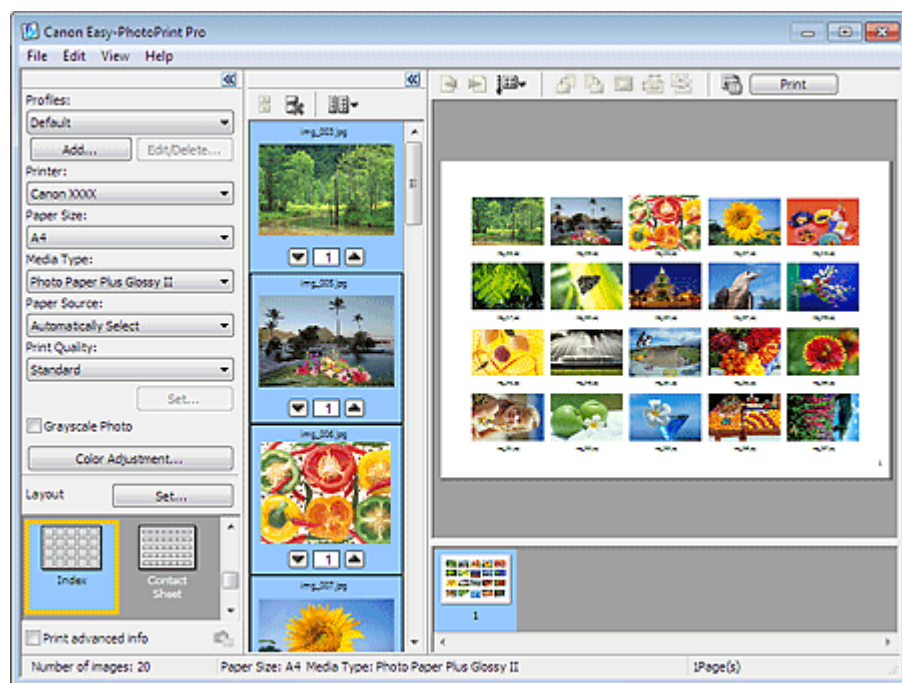 Canon Easy-PhotoPrint Pro
File Edit View Help
Profiles:
Default
Add... Edit/Delete...
Printer:
Canon XXXX
Paper Size:
A4
Media Type:
Photo Paper Plus Glossy II
Paper Source:
Automatically Select
Print Quality:
Standard
Set...
Grayscale Photo
Color Adjustment...
Layout Set...
Index
Contact
Sheet
Print advanced info
img_003.jpg
1
img_005.jpg
1
img_006.jpg
1
img_007.jpg
Print
1
1
Number of images: 20
Paper Size: A4 Media Type: Photo Paper Plus Glossy II
1Page(s)